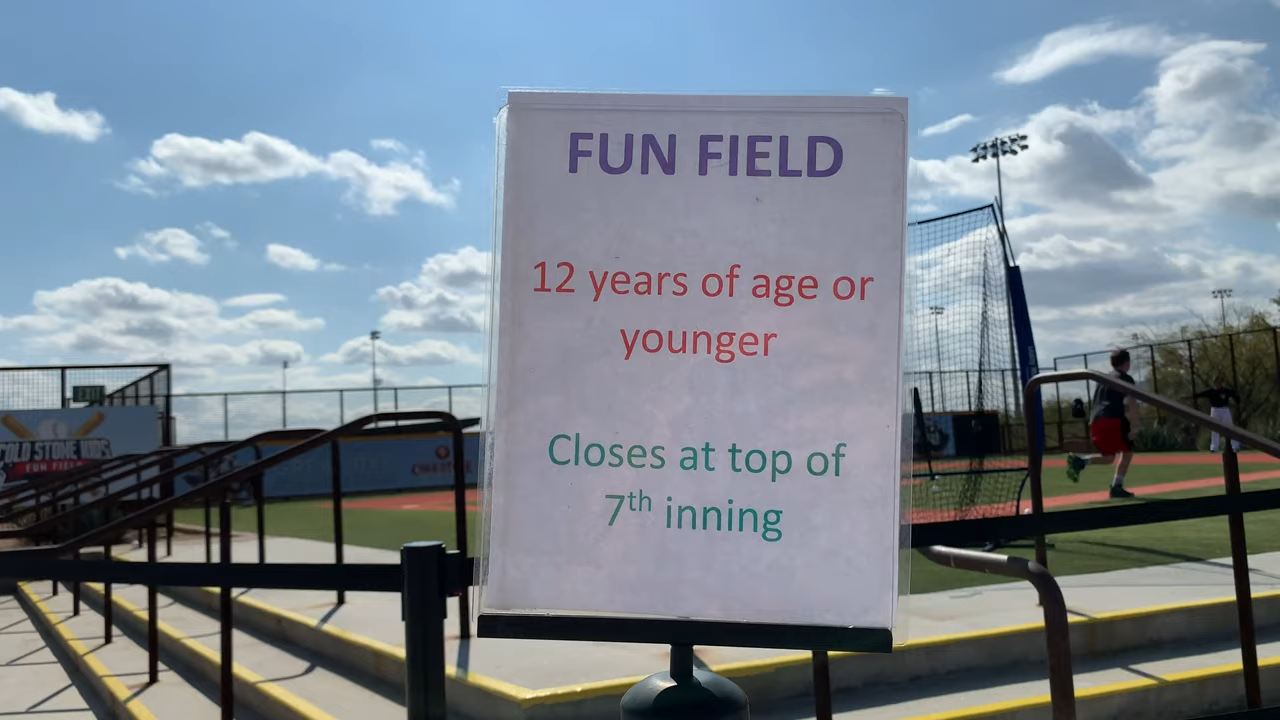 FUN FIELD
12 years of age or
younger
Closes at top of
7th inning
COLD STONE KIDS
FUN FIELD